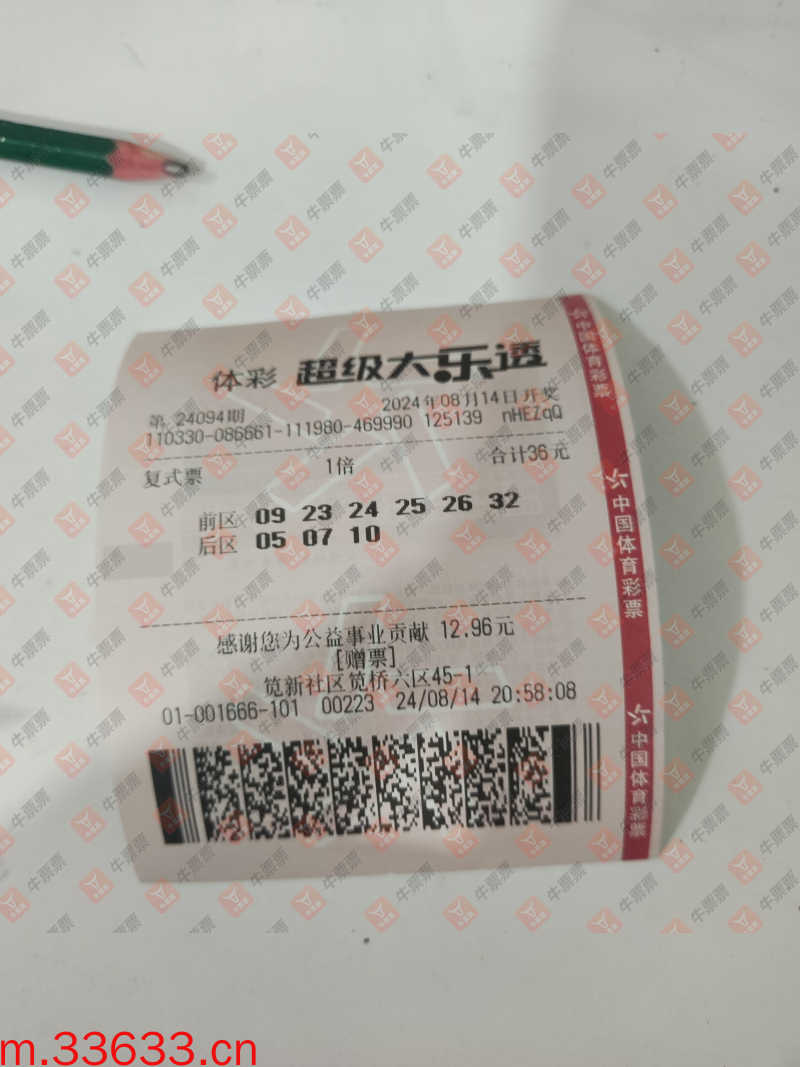 体彩 超级大乐透
第 24094期 2024年08月14日开奖
110330-086661-111980-469990 125139 nHEZqQ
复式票 1倍 合计36元
前区 09 23 24 25 26 32
后区 05 07 10
感谢您为公益事业贡献 12.96元
[赠票]
笕新社区笕桥六区45-1
01-001666-101 00223 24/08/14 20:58:08
中国体育彩票
中国体育彩票
中国体育彩票
牛票票
m.33633.cn